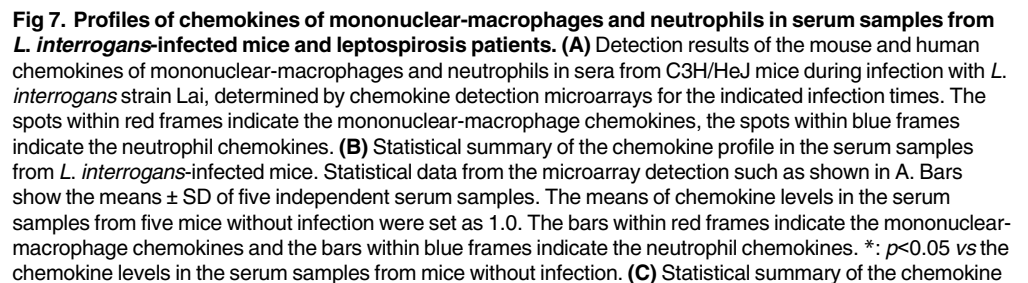 Fig 7. Profiles of chemokines of mononuclear-macrophages and neutrophils in serum samples from
L. interrogans-infected mice and leptospirosis patients. (A) Detection results of the mouse and human
chemokines of mononuclear-macrophages and neutrophils in sera from C3H/HeJ mice during infection with L.
interrogans strain Lai, determined by chemokine detection microarrays for the indicated infection times. The
spots within red frames indicate the mononuclear-macrophage chemokines, the spots within blue frames
indicate the neutrophil chemokines. (B) Statistical summary of the chemokine profile in the serum samples
from L. interrogans-infected mice. Statistical data from the microarray detection such as shown in A. Bars
show the means ± SD of five independent serum samples. The means of chemokine levels in the serum
samples from five mice without infection were set as 1.0. The bars within red frames indicate the mononuclear-
macrophage chemokines and the bars within blue frames indicate the neutrophil chemokines. *: p<0.05 vs the
chemokine levels in the serum samples from mice without infection. (C) Statistical summary of the chemokine